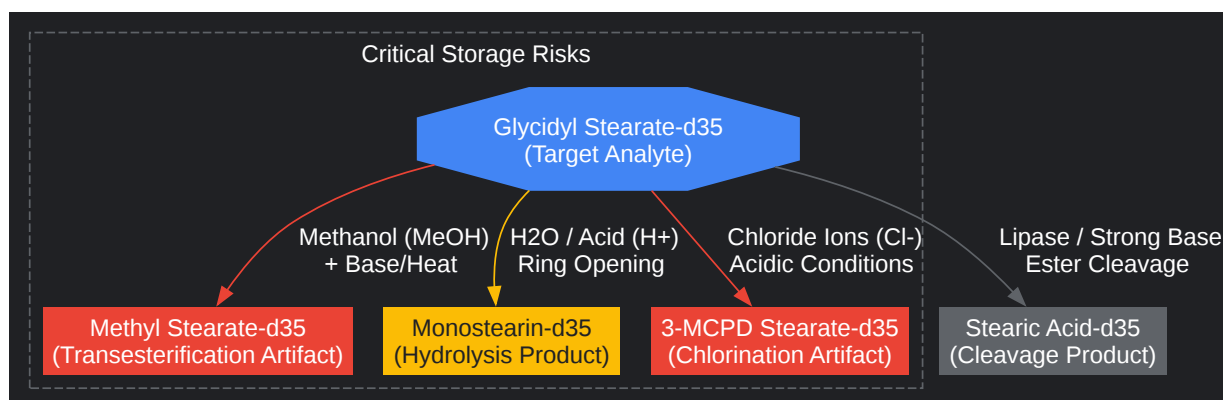 Critical Storage Risks
Glycidyl Stearate-d35
(Target Analyte)
Methanol (MeOH)
+ Base/Heat
H2O / Acid (H+)
Ring Opening
Chloride Ions (Cl-)
Acidic Conditions
Lipase / Strong Base
Ester Cleavage
Methyl Stearate-d35
(Transesterification Artifact)
Monostearin-d35
(Hydrolysis Product)
3-MCPD Stearate-d35
(Chlorination Artifact)
Stearic Acid-d35
(Cleavage Product)